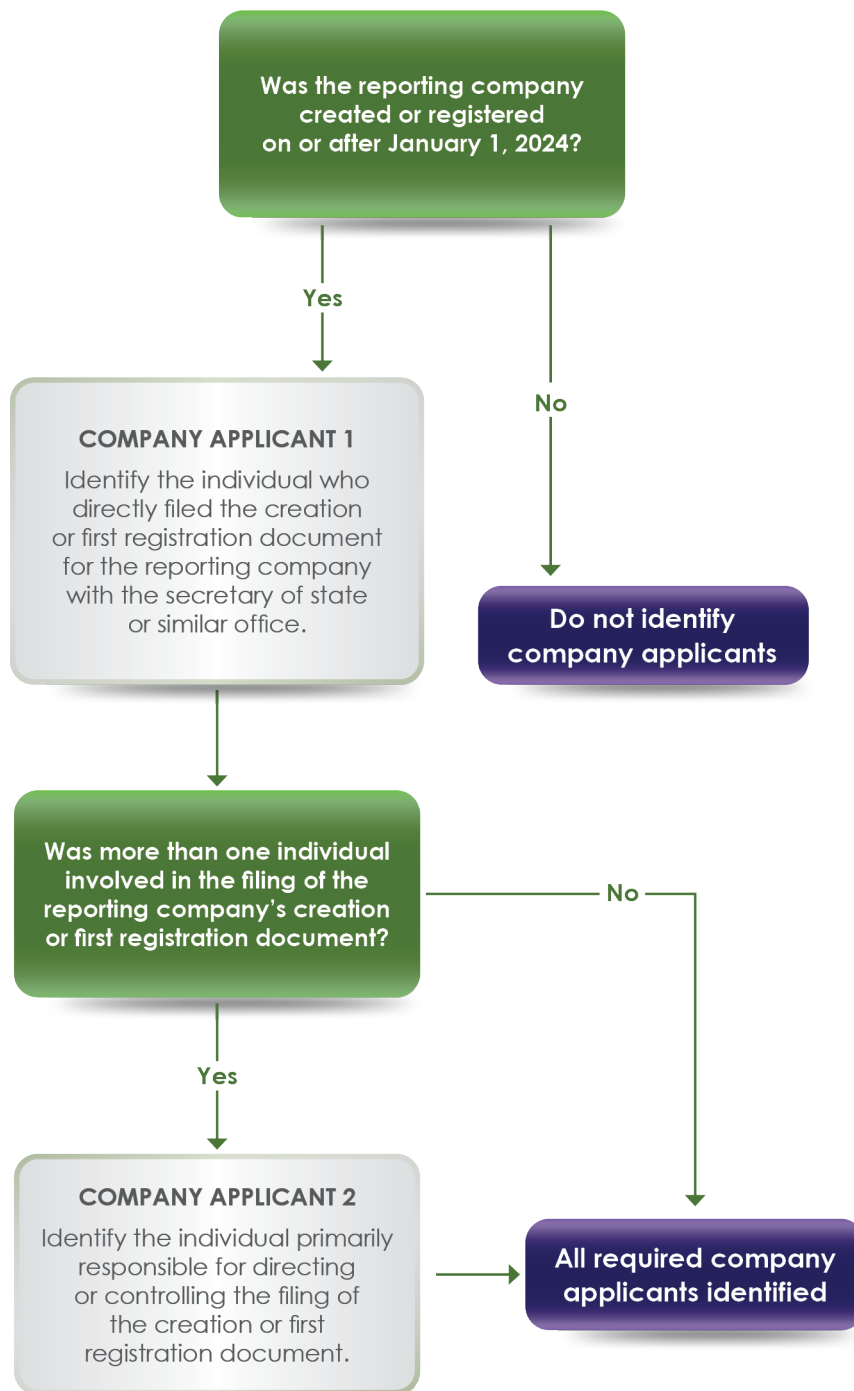 Was the reporting company
created or registered
on or after January 1, 2024?
Yes
No
COMPANY APPLICANT 1
Identify the individual who
directly filed the creation
or first registration document
for the reporting company
with the secretary of state
or similar office.
Do not identify
company applicants
Was more than one individual
involved in the filing of the
reporting company’s creation
or first registration document?
No
Yes
COMPANY APPLICANT 2
Identify the individual primarily
responsible for directing
or controlling the filing of
the creation or first
registration document.
All required company
applicants identified